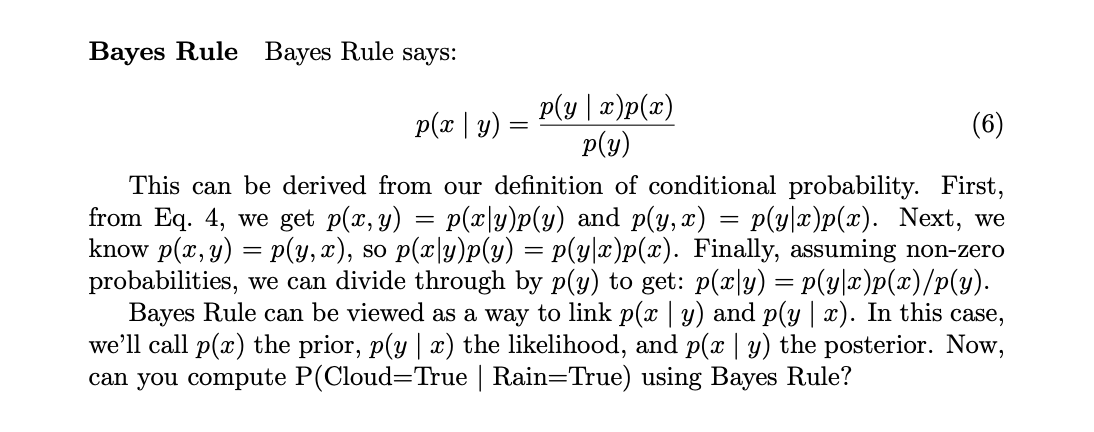 Bayes Rule Bayes Rule says:
p(x | y) = p(y | x)p(x) / p(y) (6)
This can be derived from our definition of conditional probability. First,
from Eq. 4, we get p(x, y) = p(x|y)p(y) and p(y, x) = p(y|x)p(x). Next, we
know p(x, y) = p(y, x), so p(x|y)p(y) = p(y|x)p(x). Finally, assuming non-zero
probabilities, we can divide through by p(y) to get: p(x|y) = p(y|x)p(x)/p(y).
Bayes Rule can be viewed as a way to link p(x | y) and p(y | x). In this case,
we'll call p(x) the prior, p(y | x) the likelihood, and p(x | y) the posterior. Now,
can you compute P(Cloud=True | Rain=True) using Bayes Rule?